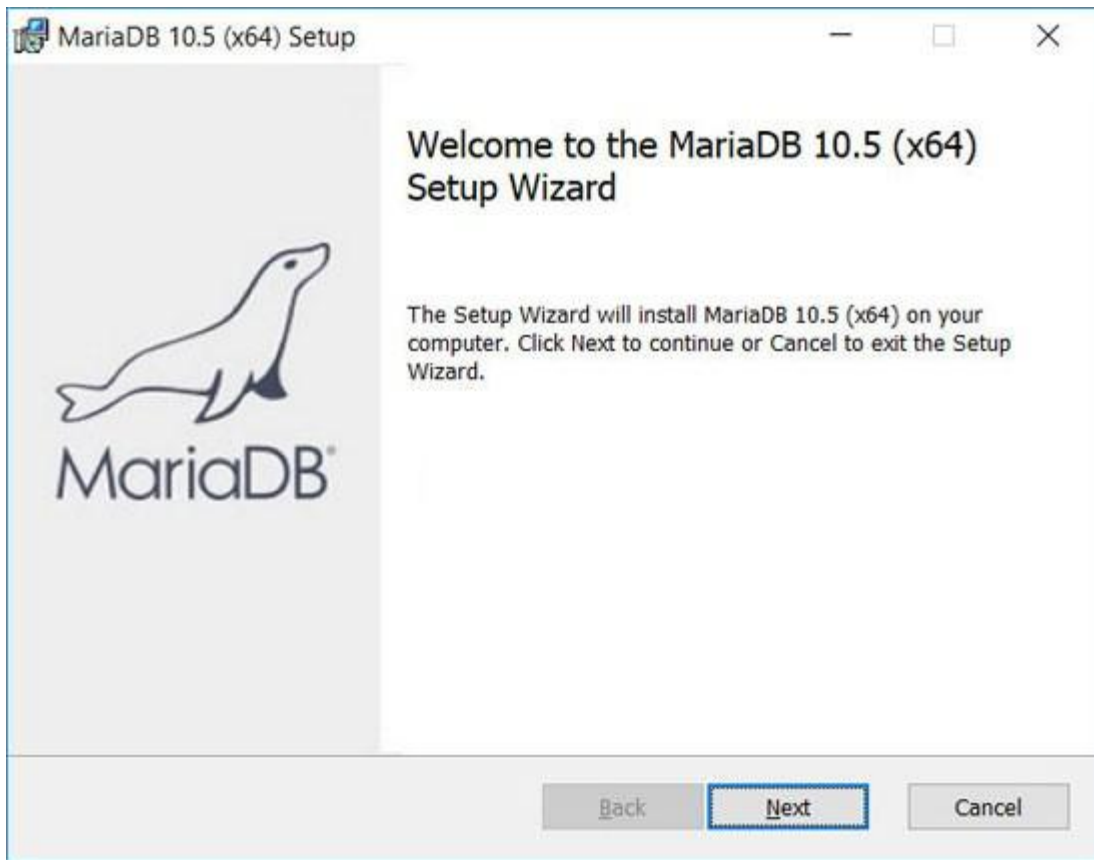 MariaDB 10.5 (x64) Setup
Welcome to the MariaDB 10.5 (x64)
Setup Wizard
The Setup Wizard will install MariaDB 10.5 (x64) on your
computer. Click Next to continue or Cancel to exit the Setup
Wizard.
MariaDB®
Back
Next
Cancel